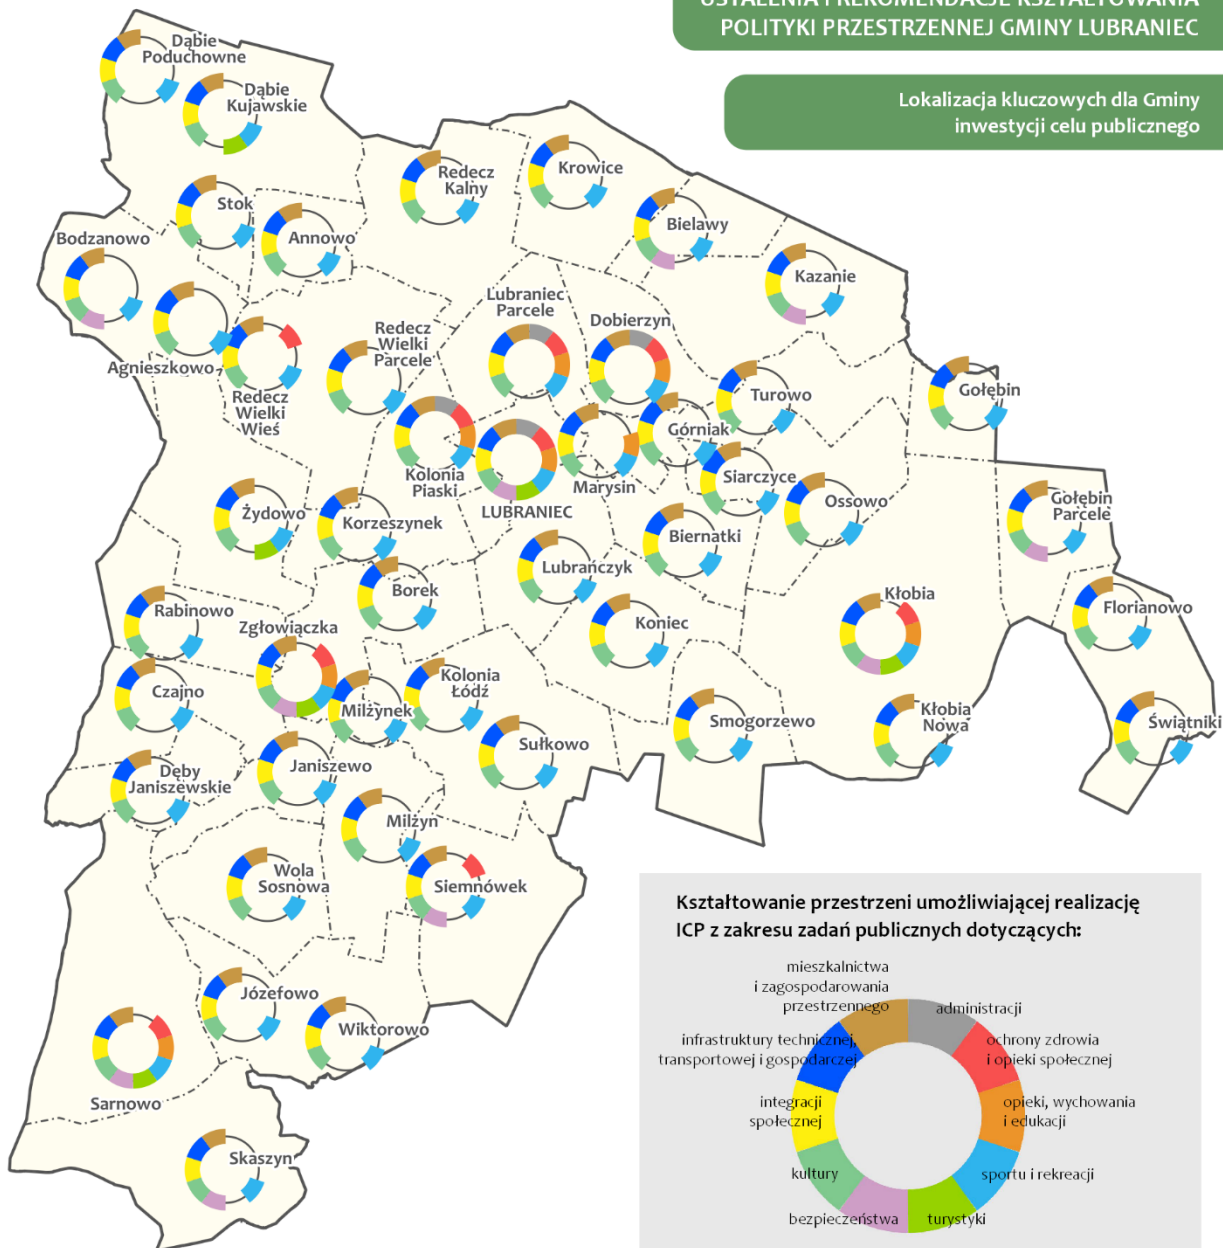 USTALENIA I REKOMENDACJE KSZTAŁTOWANIA
POLITYKI PRZESTRZENNEJ GMINY LUBRANIEC
Lokalizacja kluczowych dla Gminy
inwestycji celu publicznego
Dąbie
Poduchowne
Dąbie
Kujawskie
Redecz
Kalny
Krowice
Stok
Annowo
Bielawy
Bodzanowo
Kazanie
Lubraniec
Parcele
Dobierzyn
Redecz
Wielki
Parcele
Agnieszkowo
Redecz
Wielki
Wieś
Turowo
Gołębin
Górniak
Kolonia
Piaski
LUBRANIEC
Marysin
Siarczyce
Ossowo
Gołębin
Parcele
Żydowo
Korzeszynek
Biernatki
Lubrańczyk
Borek
Kłobia
Florianowo
Rabinowo
Zgłowiączka
Koniec
Czajno
Milżynek
Kolonia
Łódź
Smogorzewo
Kłobia
Nowa
Świątniki
Sułkowo
Dęby
Janiszewskie
Janiszewo
Milżyn
Wola
Sosnowa
Siemnówek
Józefowo
Wiktorowo
Sarnowo
Skaszyn
Kształtowanie przestrzeni umożliwiającej realizację
ICP z zakresu zadań publicznych dotyczących:
mieszkalnictwa
i zagospodarowania
przestrzennego
administracji
infrastruktury technicznej,
transportowej i gospodarczej
ochrony zdrowia
i opieki społecznej
integracji
społecznej
opieki, wychowania
i edukacji
kultury
sportu i rekreacji
bezpieczeństwa
turystyki